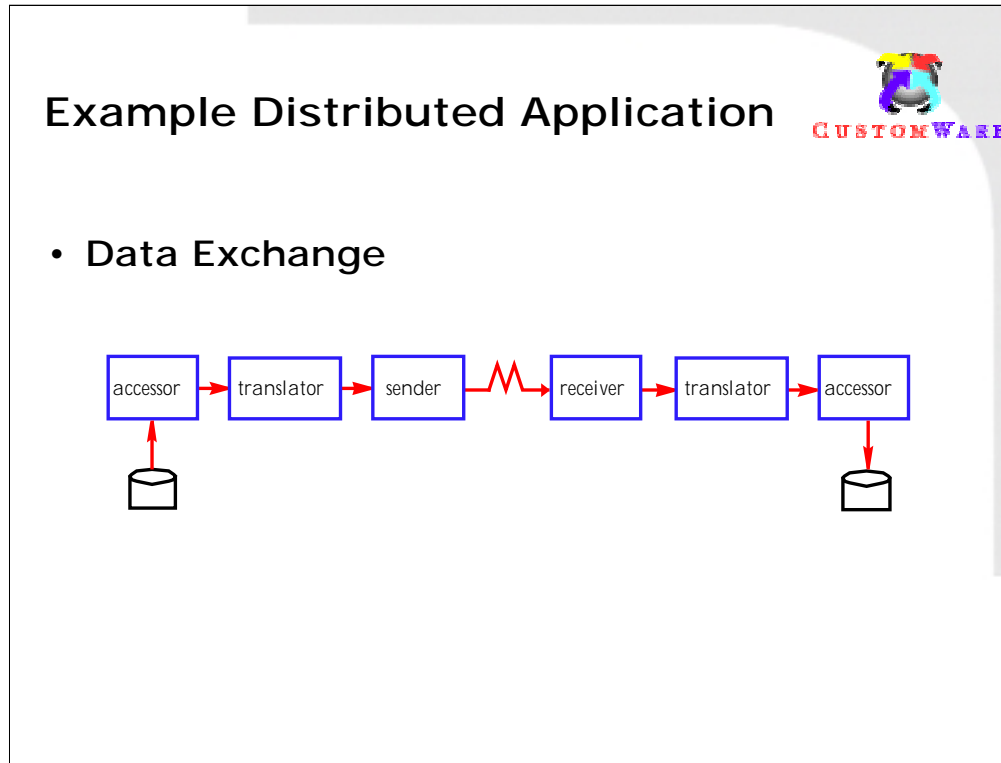 Example Distributed Application
CUSTOMWARE
• Data Exchange
accessor
translator
sender
receiver
translator
accessor